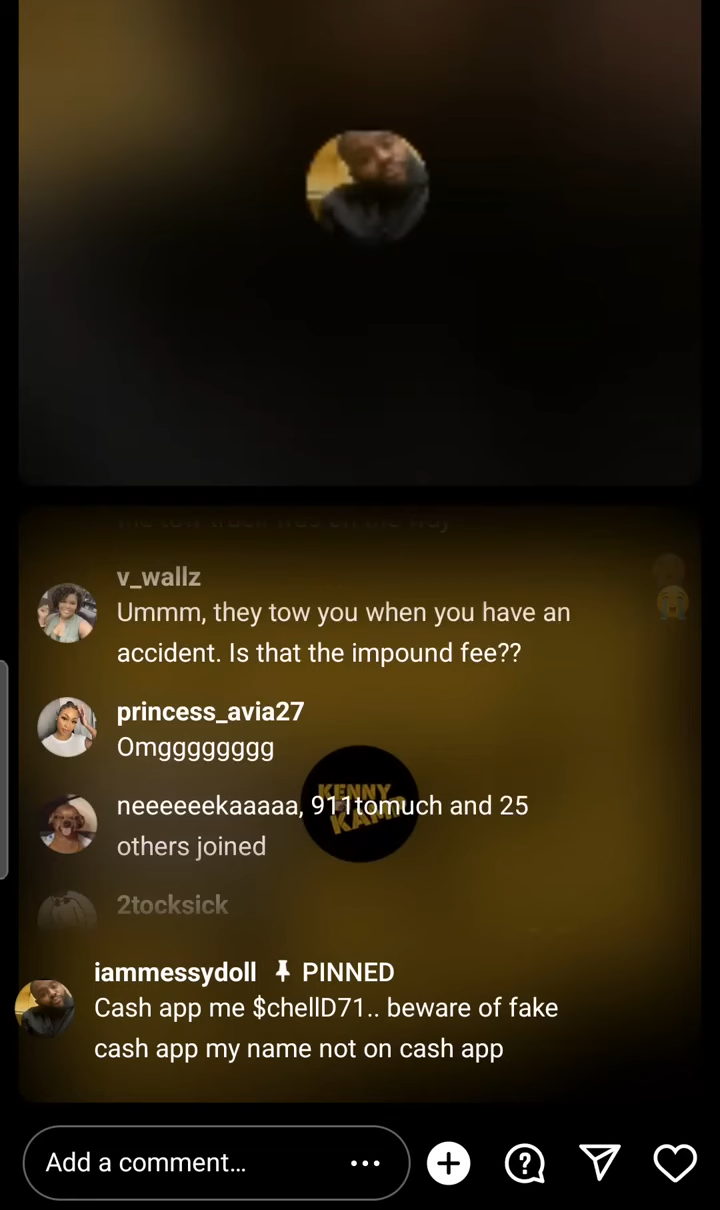 v_wallz
Ummm, they tow you when you have an
accident. Is that the impound fee??
princess_avia27
Omgggggggg
neeeeeekaaaaa, 911tomuch and 25
others joined
KENNY
KAMP
2tocksick
iammessydoll PINNED
Cash app me $chellD71.. beware of fake
cash app my name not on cash app
Add a comment...